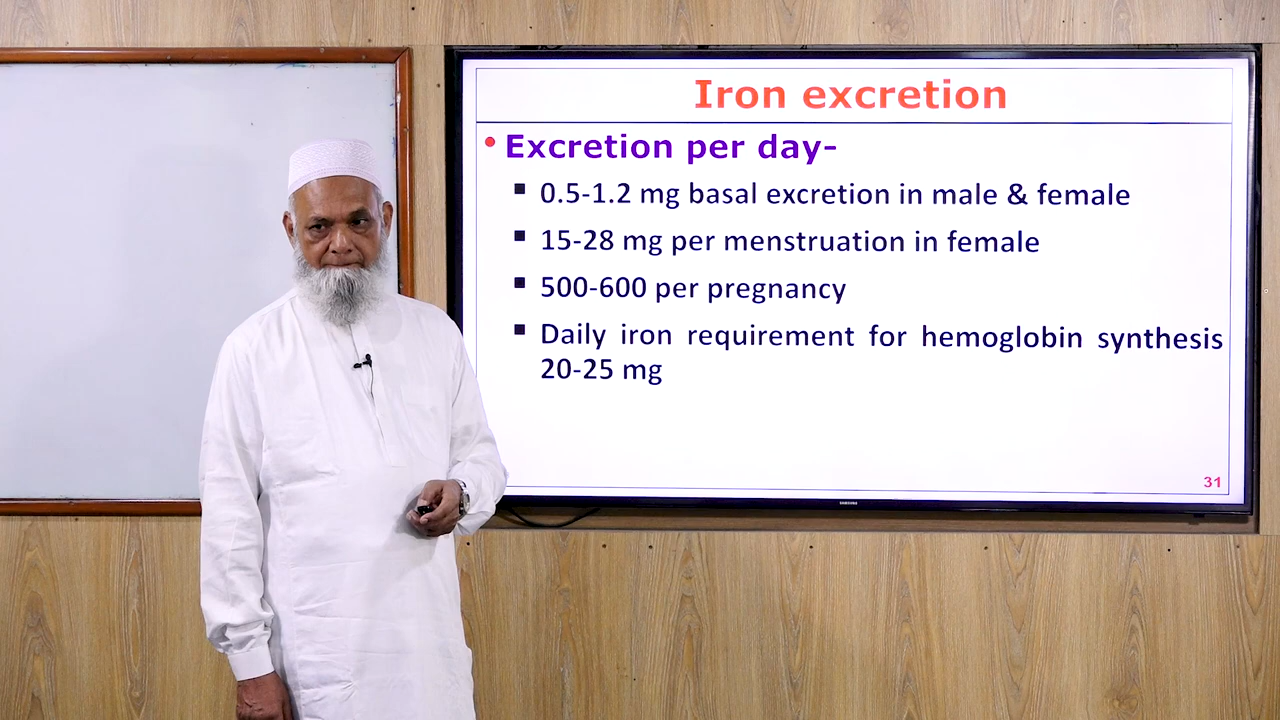 Iron excretion
• Excretion per day-
▪ 0.5-1.2 mg basal excretion in male & female
▪ 15-28 mg per menstruation in female
▪ 500-600 per pregnancy
▪ Daily iron requirement for hemoglobin synthesis
20-25 mg
31
SAMSUNG